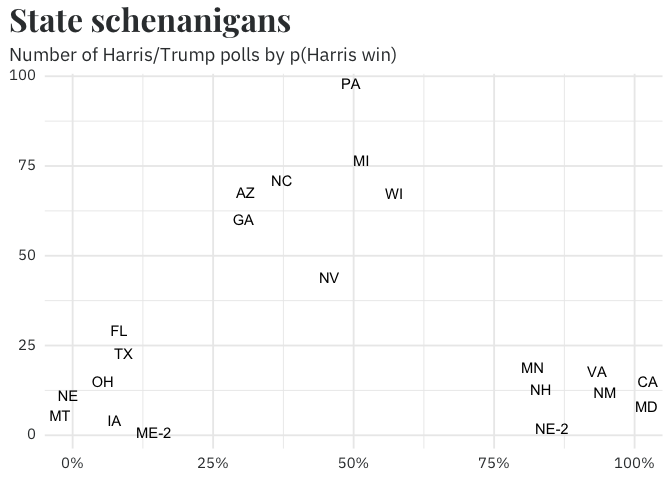 State schenanigans
Number of Harris/Trump polls by p(Harris win)
100
PA
75
MI
NC
AZ
WI
GA
50
NV
FL
25
TX
MN
VA
OH
CA
NH
NM
NE
MD
MT
IA
NE-2
ME-2
0
0%
25%
50%
75%
100%